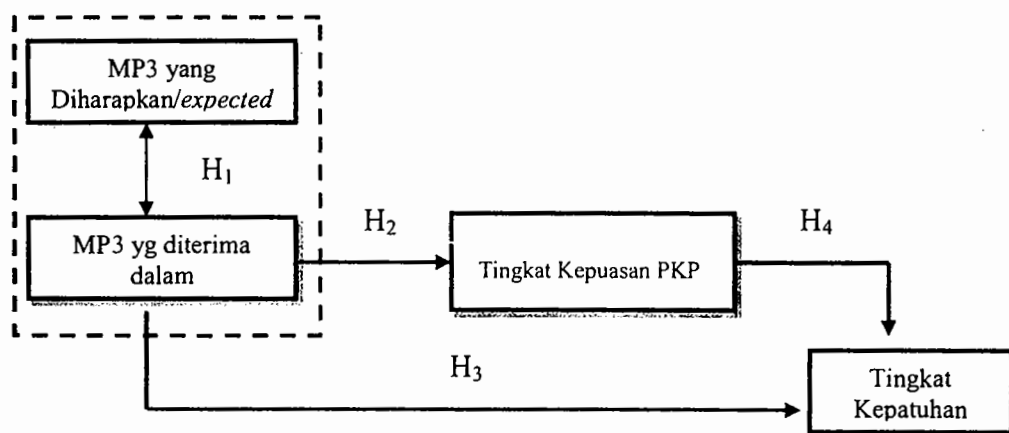 MP3 yang
Diharapkan/expected
H₁
MP3 yg diterima
dalam
H₂
Tingkat Kepuasan PKP
H₄
H₃
Tingkat
Kepatuhan